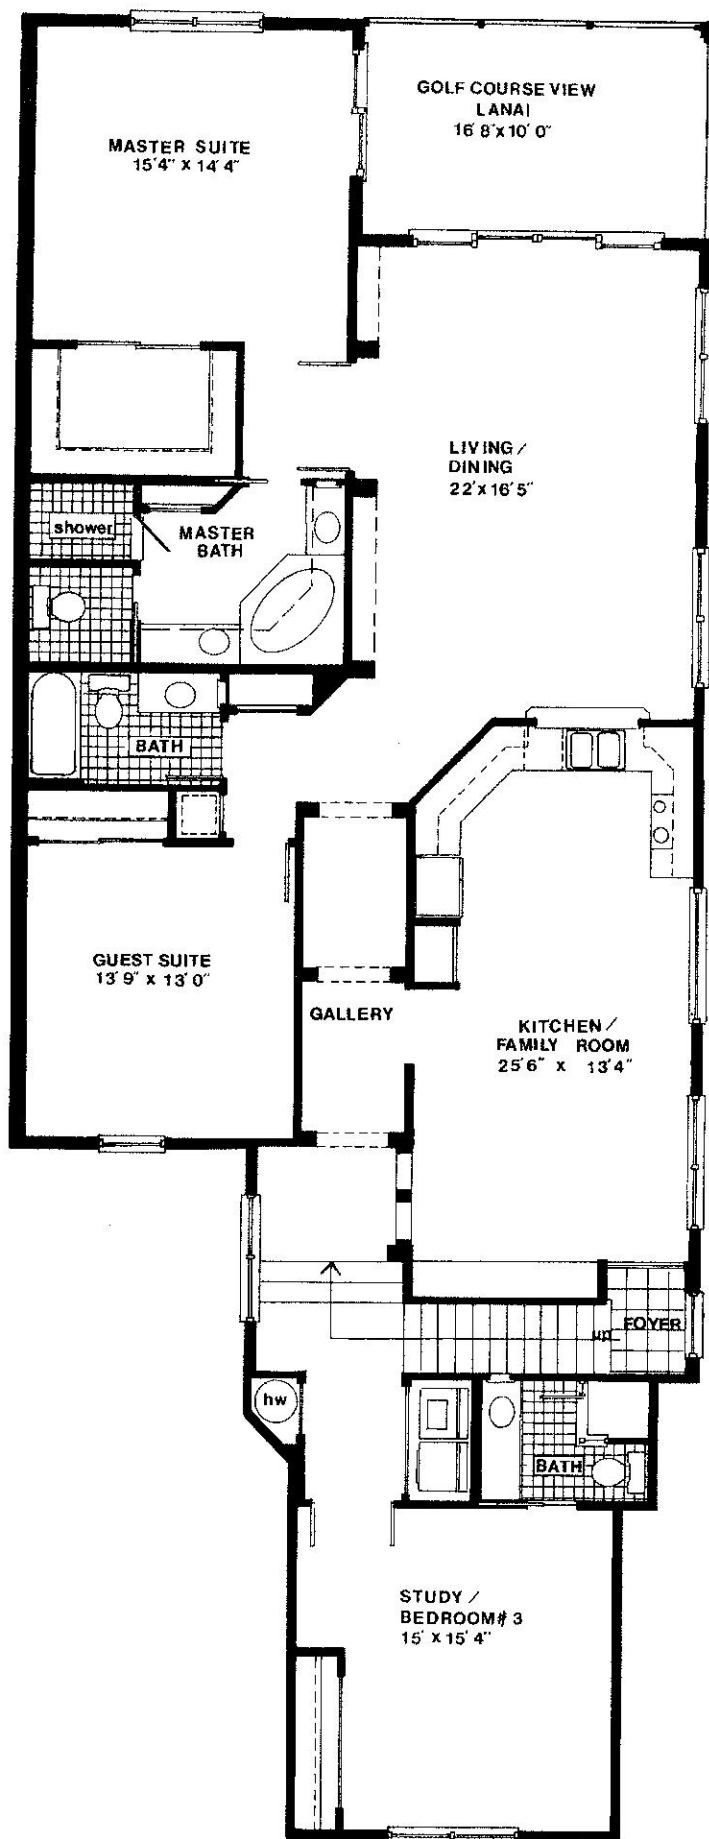 GOLF COURSE VIEW
LANAI
16'8"x10'0"
MASTER SUITE
15'4" x 14'4"
LIVING/
DINING
22'x16'5"
shower
MASTER
BATH
BATH
GUEST SUITE
13'9" x 13'0"
GALLERY
KITCHEN/
FAMILY ROOM
25'6" x 13'4"
up
FOYER
hw
BATH
STUDY/
BEDROOM# 3
15' x 15'4"